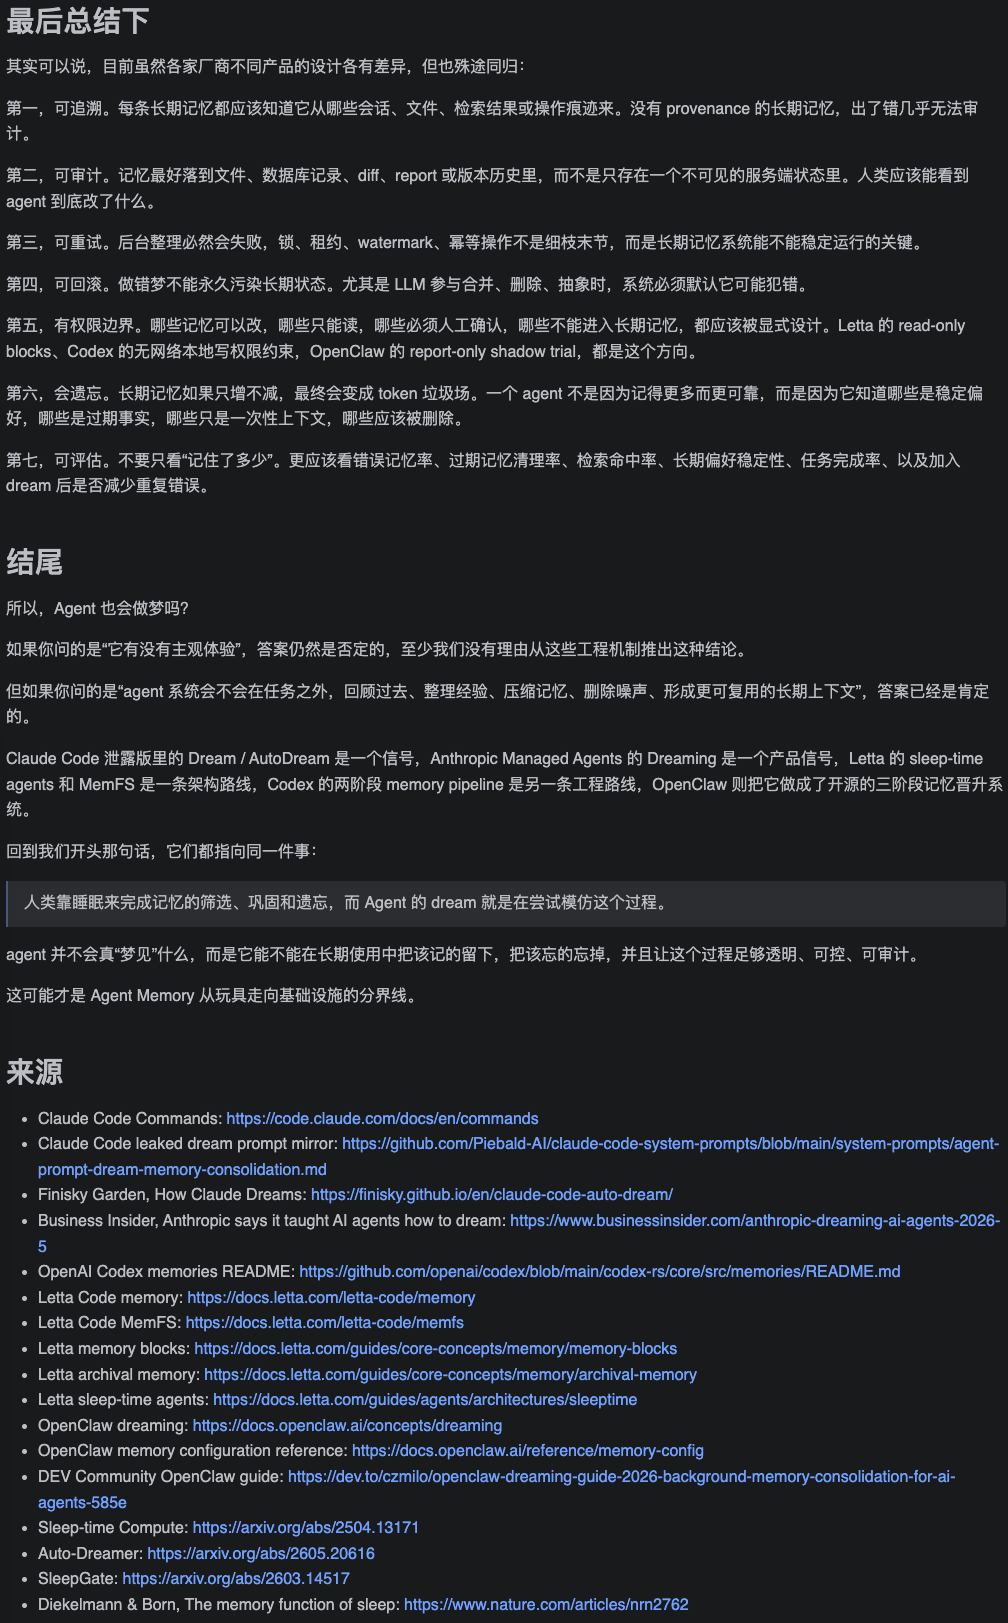 最后总结下
其实可以说，目前虽然各家厂商不同产品的设计各有差异，但也殊途同归：
第一，可追溯。每条长期记忆都应该知道它从哪些会话、文件、检索结果或操作痕迹来。没有 provenance 的长期记忆，出了错几乎无法审
计。
第二，可审计。记忆最好落到文件、数据库记录、diff、report 或版本历史里，而不是只存在一个不可见的服务端状态里。人类应该能看到
agent 到底改了什么。
第三，可重试。后台整理必然会失败，锁、租约、watermark、幂等操作不是细枝末节，而是长期记忆系统能不能稳定运行的关键。
第四，可回滚。做错梦不能永久污染长期状态。尤其是 LLM 参与合并、删除、抽象时，系统必须默认它可能犯错。
第五，有权限边界。哪些记忆可以改，哪些只能读，哪些必须人工确认，哪些不能进入长期记忆，都应该被显式设计。Letta 的 read-only
blocks、Codex 的无网络本地写权限约束，OpenClaw 的 report-only shadow trial，都是这个方向。
第六，会遗忘。长期记忆如果只增不减，最终会变成 token 垃圾场。一个 agent 不是因为记得更多而更可靠，而是因为它知道哪些是稳定偏
好，哪些是过期事实，哪些只是一次性上下文，哪些应该被删除。
第七，可评估。不要只看“记住了多少”。更应该看错误记忆率、过期记忆清理率、检索命中率、长期偏好稳定性、任务完成率、以及加入
dream 后是否减少重复错误。
结尾
所以，Agent 也会做梦吗?
如果你问的是“它有没有主观体验”，答案仍然是否定的，至少我们没有理由从这些工程机制推出这种结论。
但如果你问的是“agent 系统会不会在任务之外，回顾过去、整理经验、压缩记忆、删除噪声、形成更可复用的长期上下文”，答案已经是肯定
的。
Claude Code 泄露版里的 Dream / AutoDream 是一个信号，Anthropic Managed Agents 的 Dreaming 是一个产品信号，Letta 的 sleep-time
agents 和 MemFS 是一条架构路线，Codex 的两阶段 memory pipeline 是另一条工程路线，OpenClaw 则把它做成了开源的三阶段记忆晋升系
统。
回到我们开头那句话，它们都指向同一件事：
人类靠睡眠来完成记忆的筛选、巩固和遗忘，而 Agent 的 dream 就是在尝试模仿这个过程。
agent 并不会真“梦见”什么，而是它能不能在长期使用中把该记的留下，把该忘的忘掉，并且让这个过程足够透明、可控、可审计。
这可能才是 Agent Memory 从玩具走向基础设施的分界线。
来源
• Claude Code Commands: https://code.claude.com/docs/en/commands
• Claude Code leaked dream prompt mirror: https://github.com/Piebald-AI/claude-code-system-prompts/blob/main/system-prompts/agent-
prompt-dream-memory-consolidation.md
• Finisky Garden, How Claude Dreams: https://finisky.github.io/en/claude-code-auto-dream/
• Business Insider, Anthropic says it taught AI agents how to dream: https://www.businessinsider.com/anthropic-dreaming-ai-agents-2026-
5
• OpenAI Codex memories README: https://github.com/openai/codex/blob/main/codex-rs/core/src/memories/README.md
• Letta Code memory: https://docs.letta.com/letta-code/memory
• Letta Code MemFS: https://docs.letta.com/letta-code/memfs
• Letta memory blocks: https://docs.letta.com/guides/core-concepts/memory/memory-blocks
• Letta archival memory: https://docs.letta.com/guides/core-concepts/memory/archival-memory
• Letta sleep-time agents: https://docs.letta.com/guides/agents/architectures/sleeptime
• OpenClaw dreaming: https://docs.openclaw.ai/concepts/dreaming
• OpenClaw memory configuration reference: https://docs.openclaw.ai/reference/memory-config
• DEV Community OpenClaw guide: https://dev.to/czmilo/openclaw-dreaming-guide-2026-background-memory-consolidation-for-ai-
agents-585e
• Sleep-time Compute: https://arxiv.org/abs/2504.13171
• Auto-Dreamer: https://arxiv.org/abs/2605.20616
• SleepGate: https://arxiv.org/abs/2603.14517
• Diekelmann & Born, The memory function of sleep: https://www.nature.com/articles/nrn2762